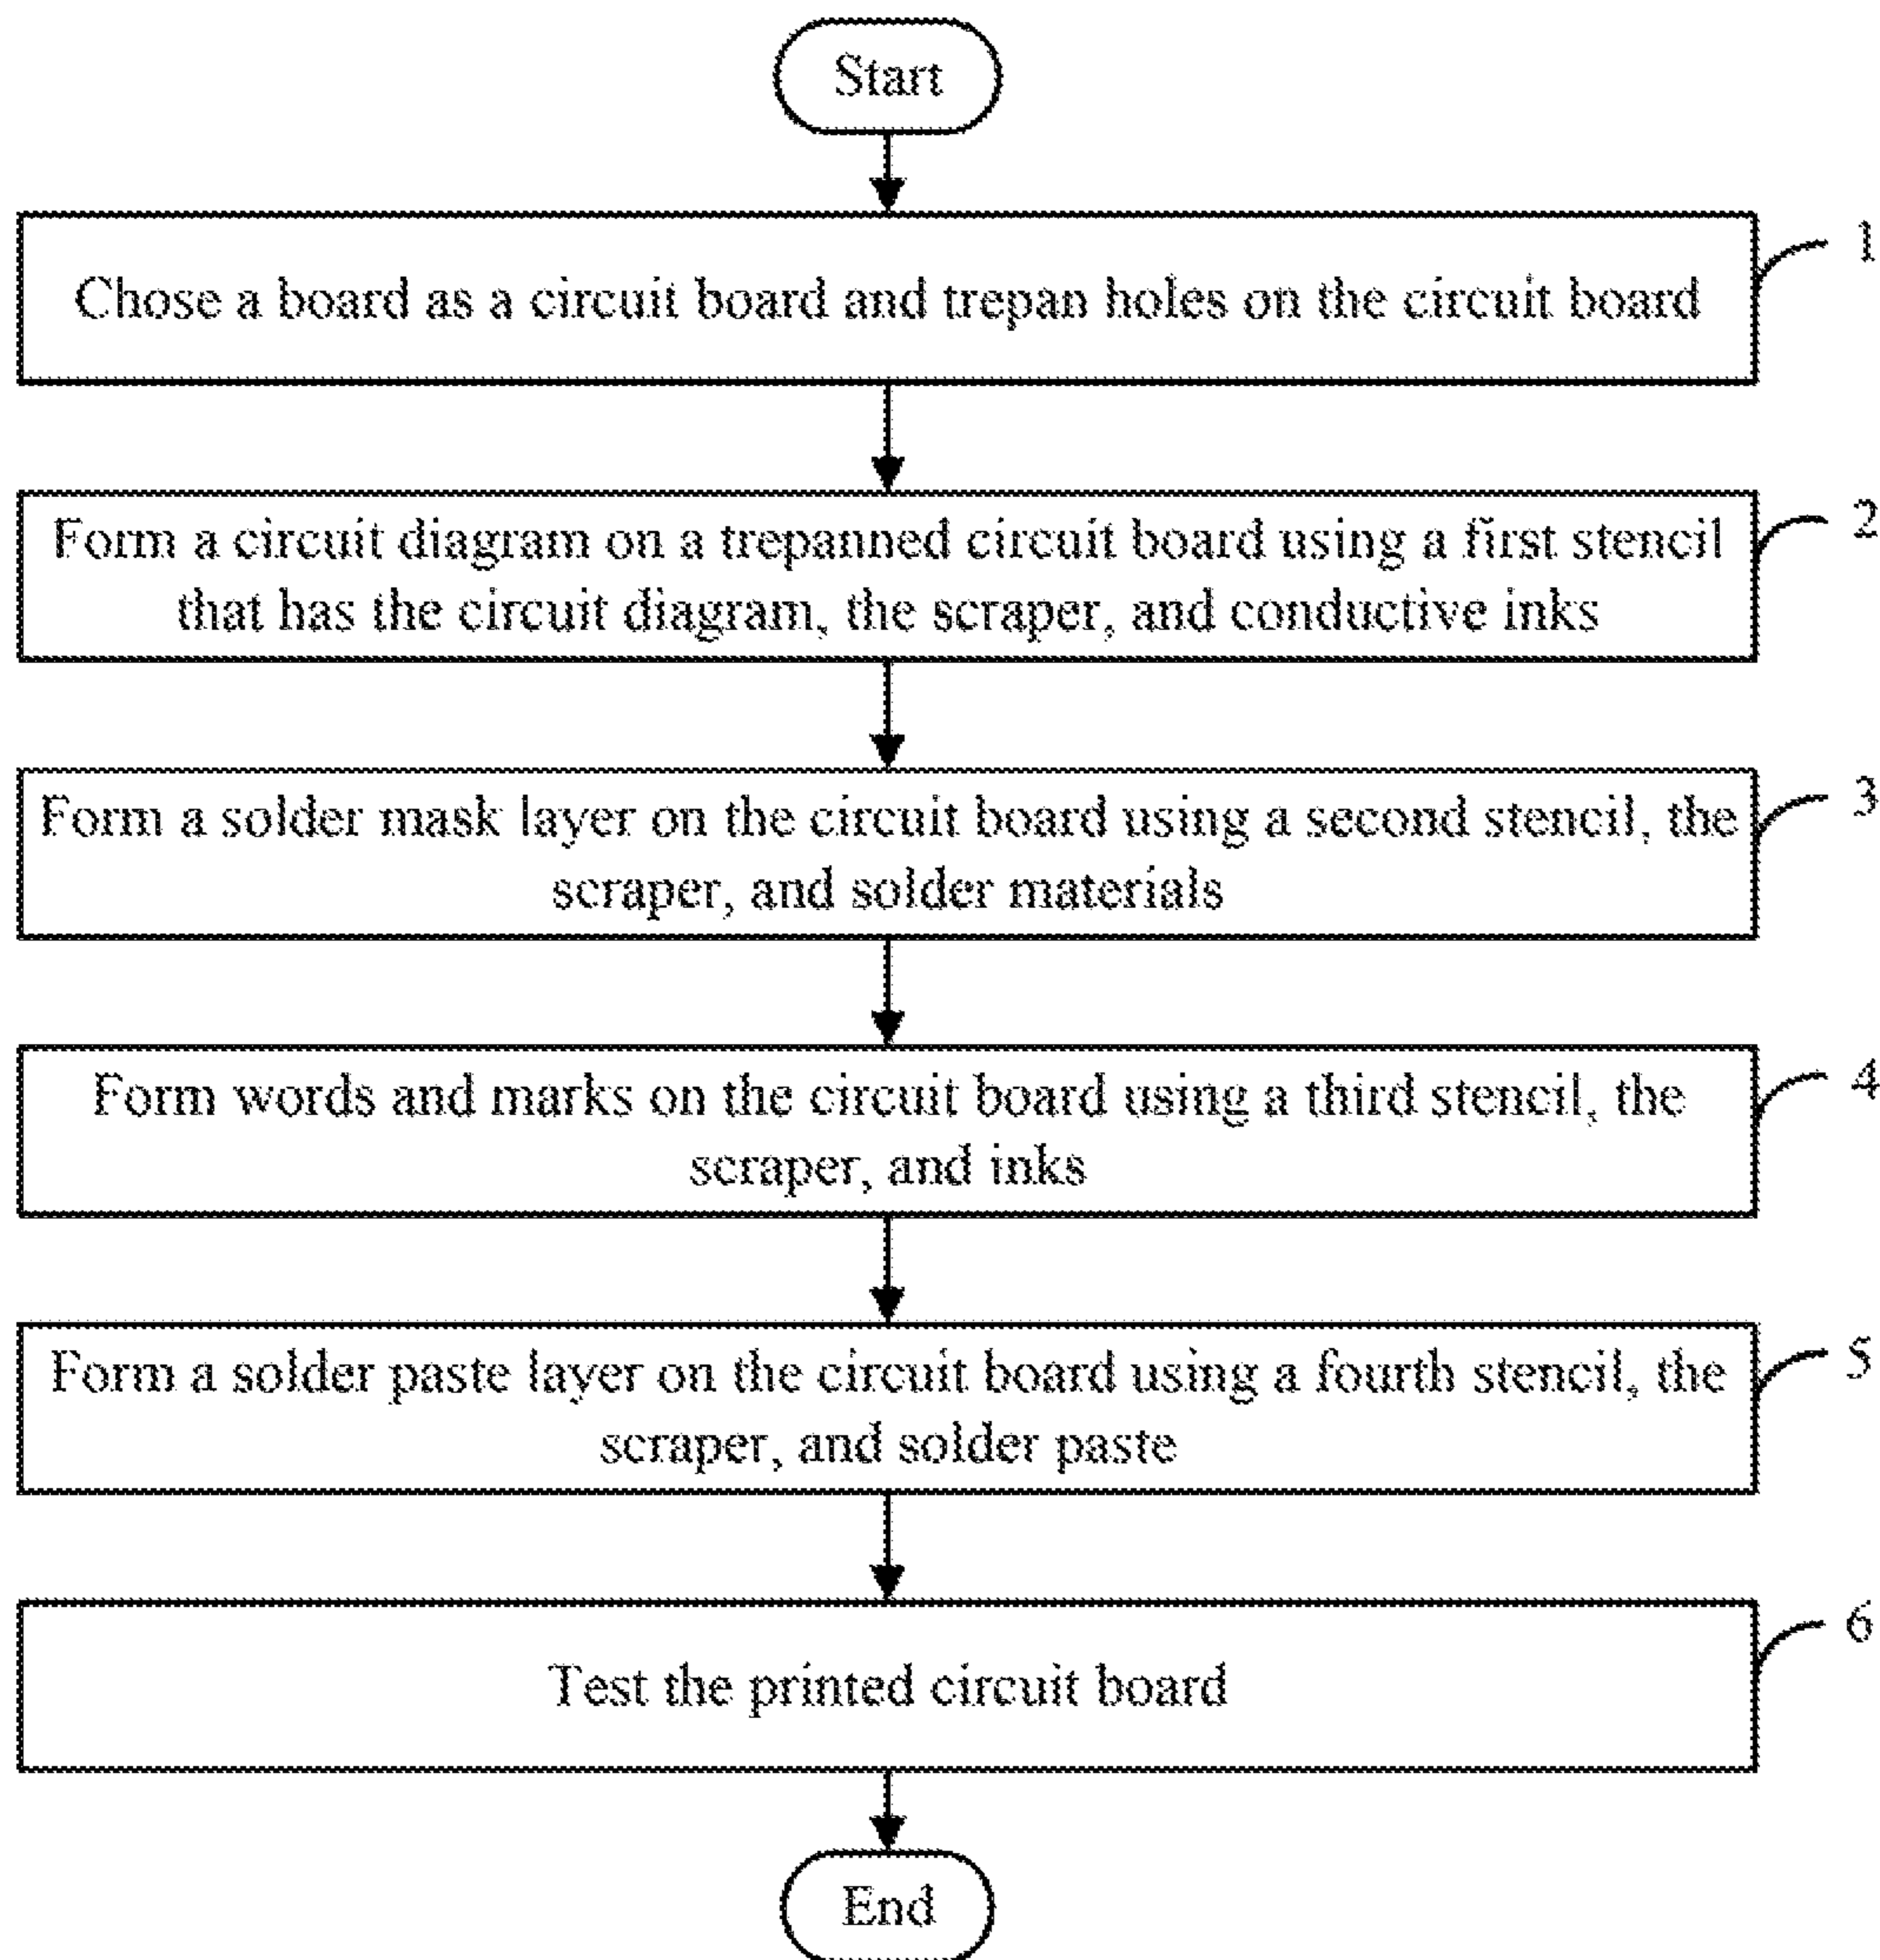 Start
Chose a board as a circuit board and trepan holes on the circuit board
1
Form a circuit diagram on a trepanned circuit board using a first stencil
that has the circuit diagram, the scraper, and conductive inks
2
Form a solder mask layer on the circuit board using a second stencil, the
scraper, and solder materials
3
Form words and marks on the circuit board using a third stencil, the
scraper, and inks
4
Form a solder paste layer on the circuit board using a fourth stencil, the
scraper, and solder paste
5
Test the printed circuit board
6
End